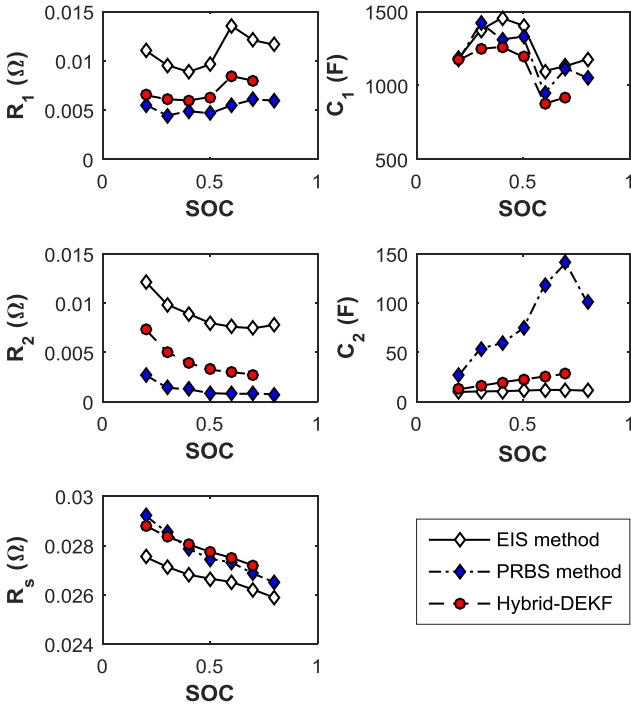 0.015
0.01
0.005
0
0
0.5
1
R1 (Ω)
SOC
1500
1000
500
0
0.5
1
C1 (F)
SOC
0.015
0.01
0.005
0
0
0.5
1
R2 (Ω)
SOC
150
100
50
0
0
0.5
1
C2 (F)
SOC
0.03
0.028
0.026
0.024
0
0.5
1
Rs (Ω)
SOC
EIS method
PRBS method
Hybrid-DEKF